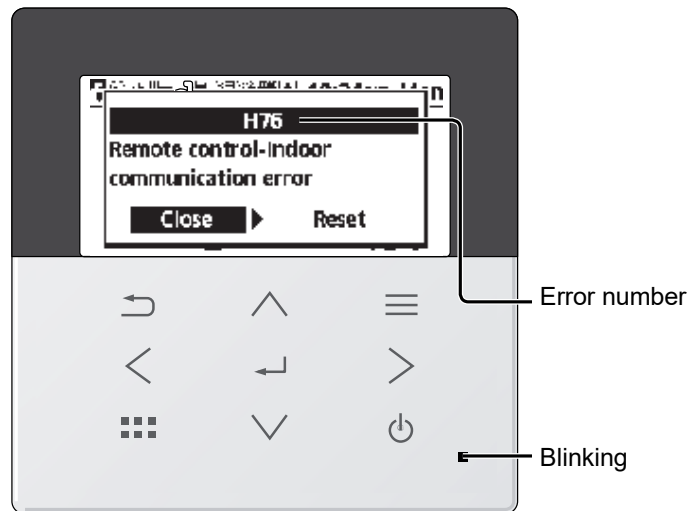 H76
Remote control-Indoor
communication error
Close Reset
Error number
Blinking